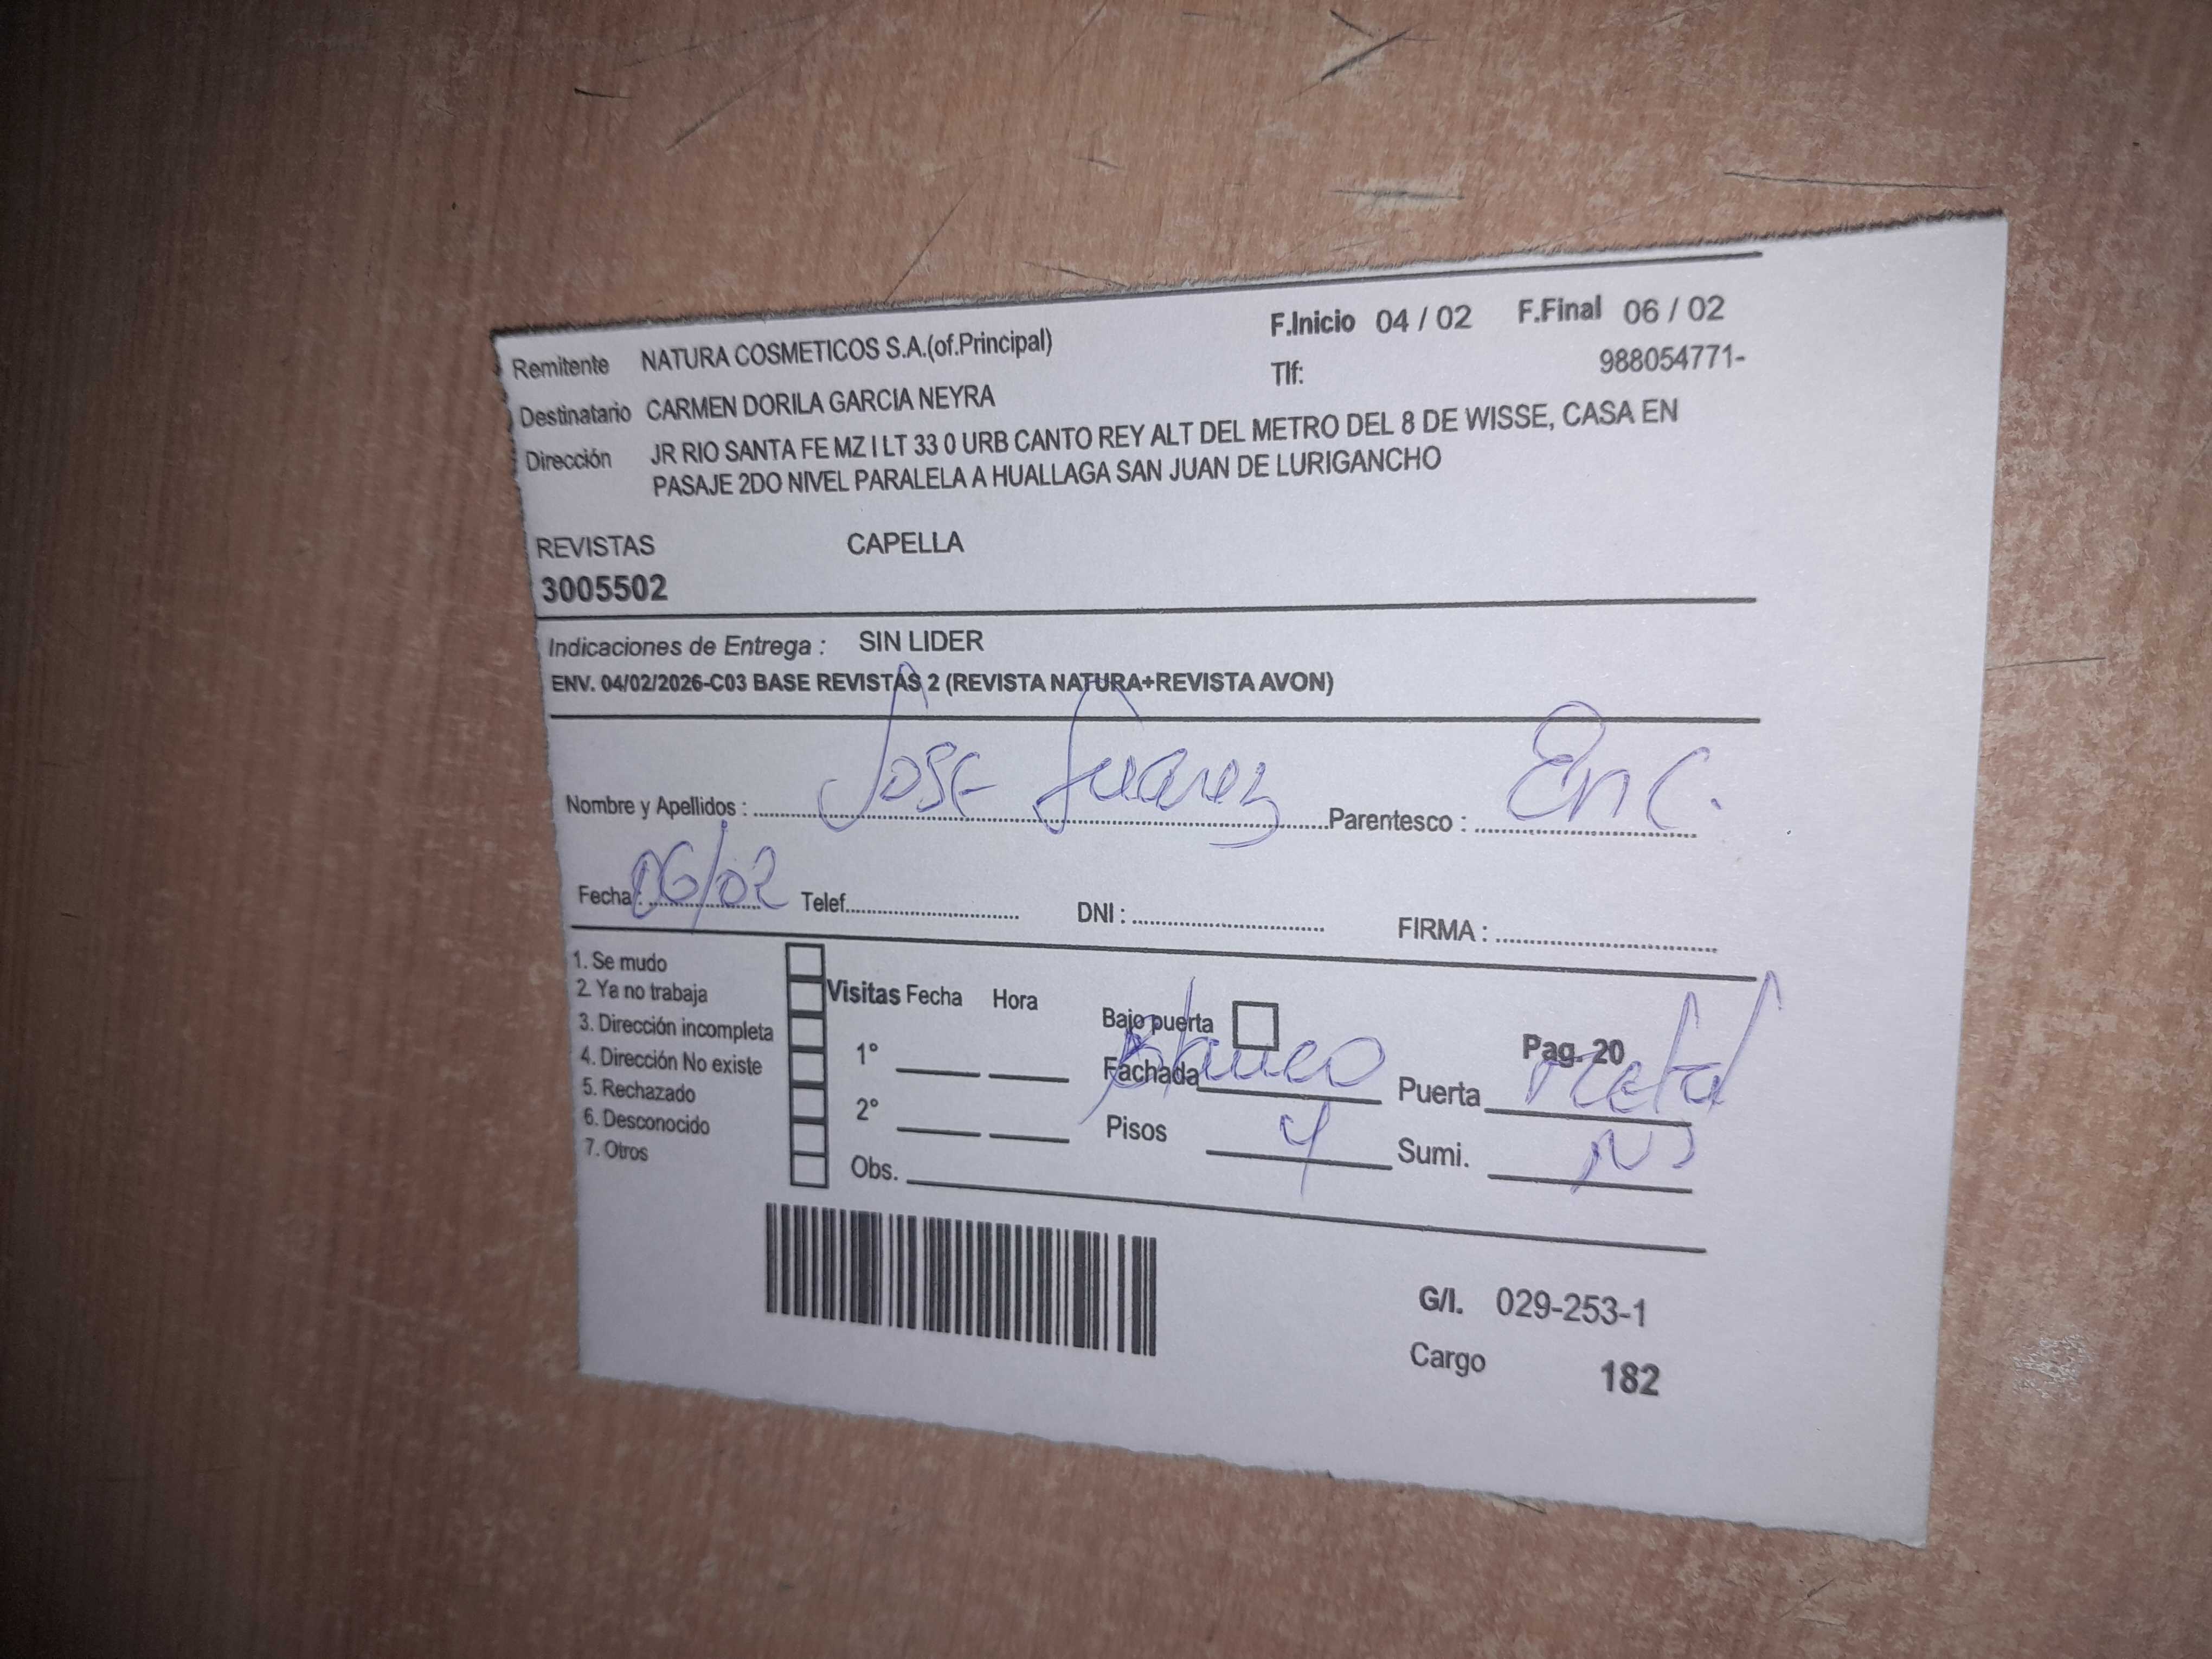 Remitente NATURA COSMETICOS S.A.(of.Principal) F.Inicio 04 / 02 F.Final 06 / 02
Destinatario CARMEN DORILA GARCIA NEYRA Tlf: 988054771-
Dirección JR RIO SANTA FE MZ I LT 33 0 URB CANTO REY ALT DEL METRO DEL 8 DE WISSE, CASA EN
PASAJE 2DO NIVEL PARALELA A HUALLAGA SAN JUAN DE LURIGANCHO
REVISTAS CAPELLA
3005502
Indicaciones de Entrega : SIN LIDER
ENV. 04/02/2026-C03 BASE REVISTAS 2 (REVISTA NATURA+REVISTA AVON)
Nombre y Apellidos : Jose Suarez Parentesco : Enc.
Fecha : 06/02 Telef. DNI : FIRMA :
1. Se mudo
2. Ya no trabaja
3. Dirección incompleta
4. Dirección No existe
5. Rechazado
6. Desconocido
7. Otros
Visitas Fecha Hora
1°
2°
Obs.
Bajo puerta Pag. 20
Fachada Blanco Puerta Metal
Pisos 4 Sumi.
G/I. 029-253-1
Cargo 182